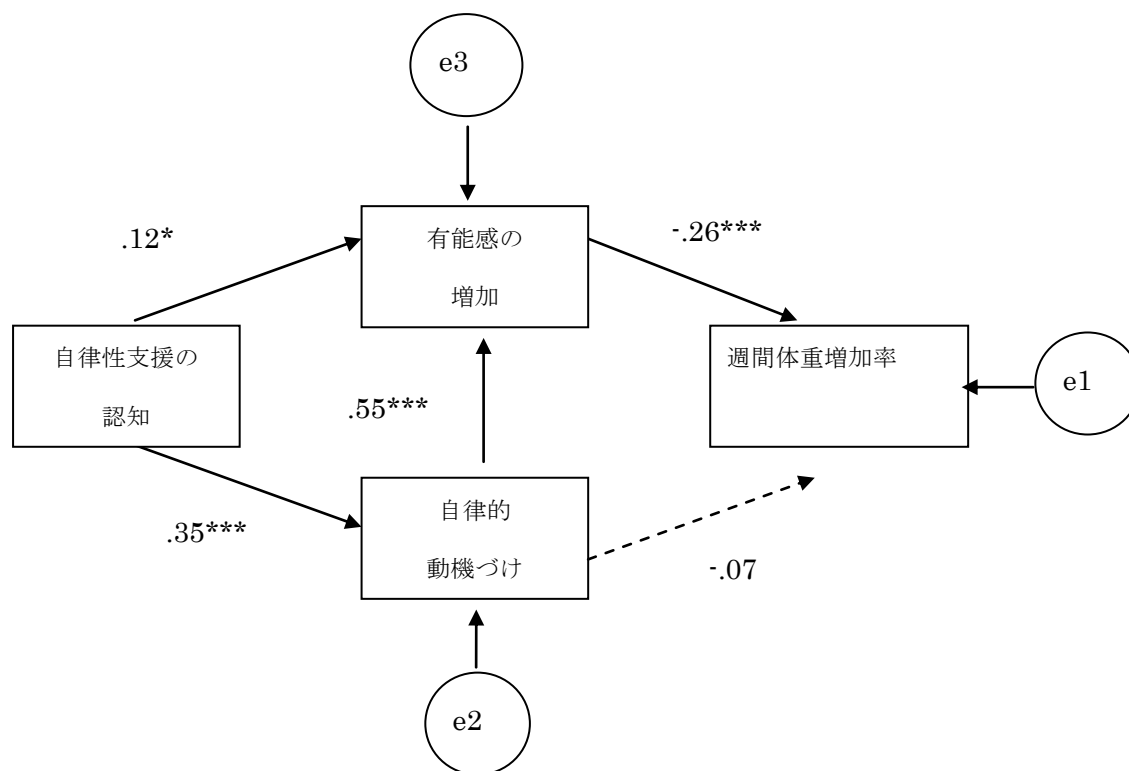 e3
.12*
有能感の
増加
-.26***
自律性支援の
認知
週間体重増加率
e1
.55***
.35***
自律的
動機づけ
-.07
e2